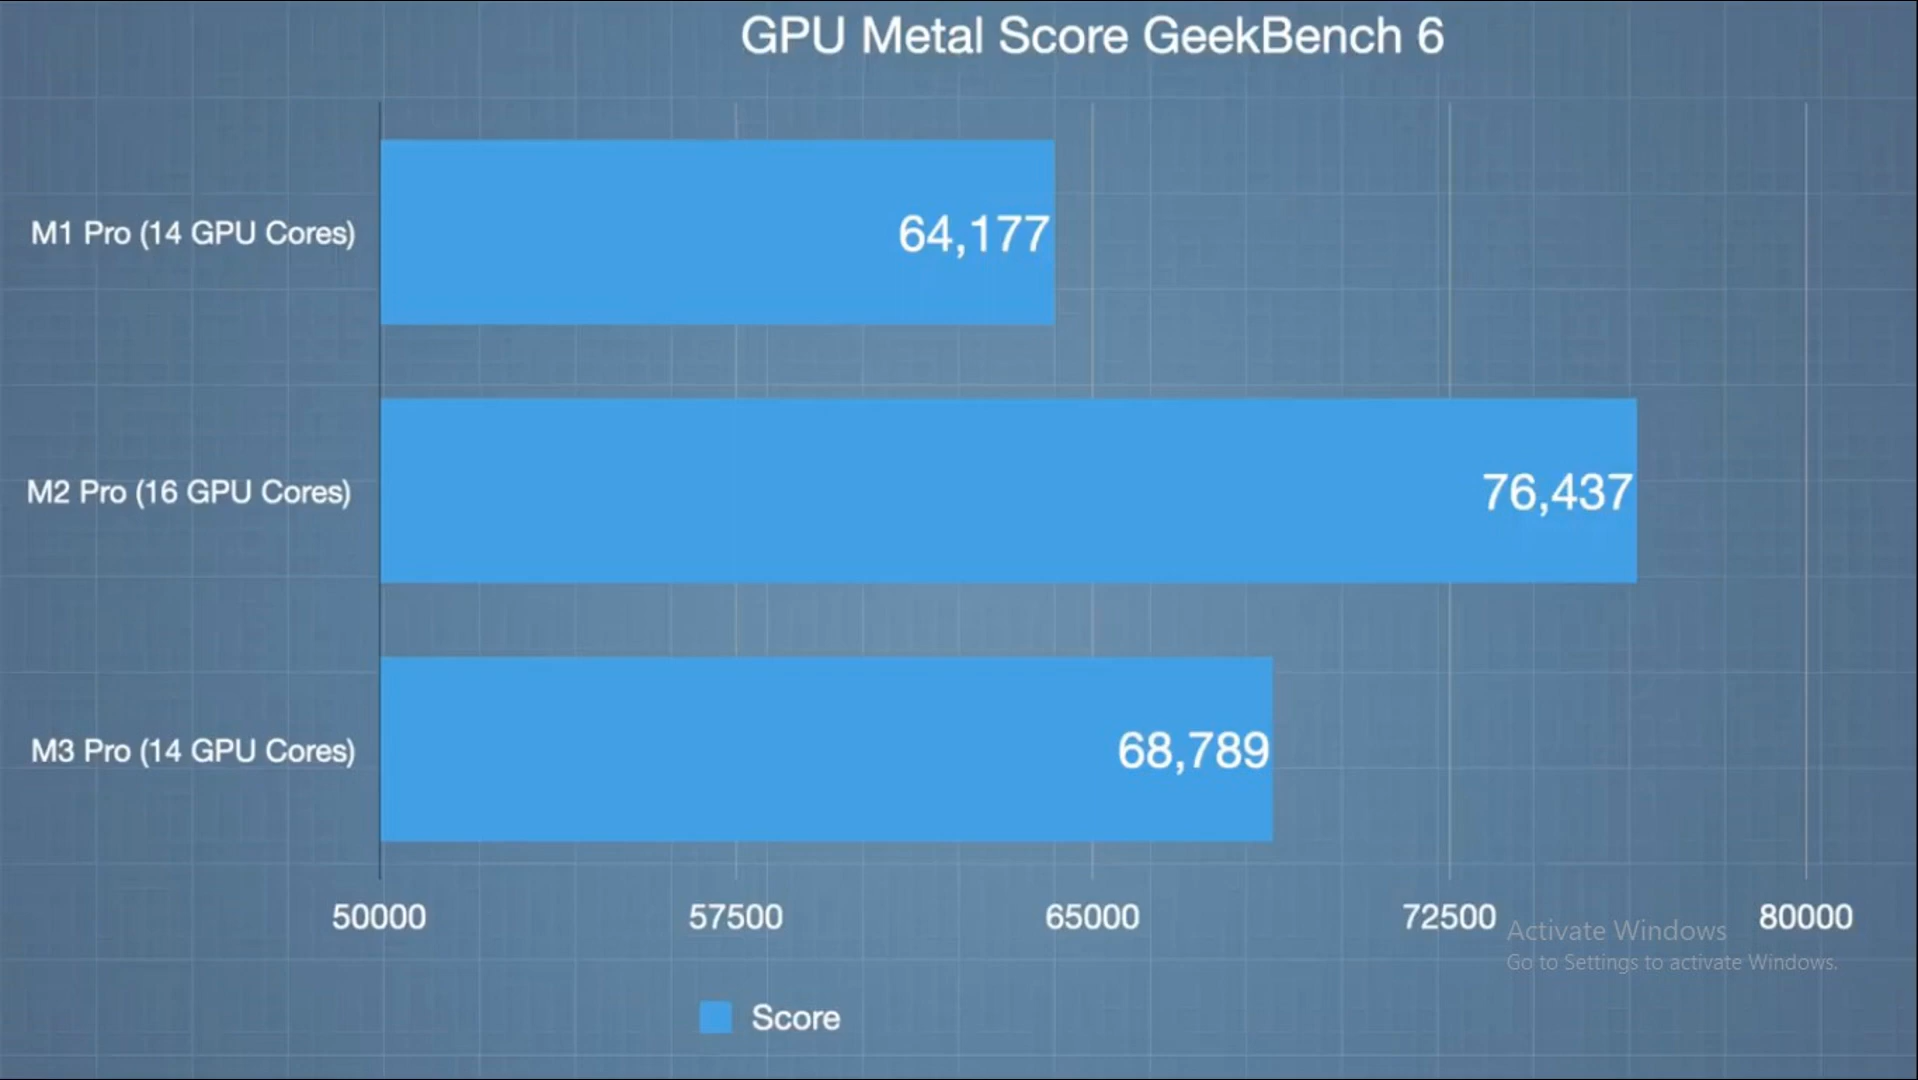 GPU Metal Score GeekBench 6
M1 Pro (14 GPU Cores)
64,177
M2 Pro (16 GPU Cores)
76,437
M3 Pro (14 GPU Cores)
68,789
50000 57500 65000 72500 80000
Activate Windows
Go to Settings to activate Windows.
Score